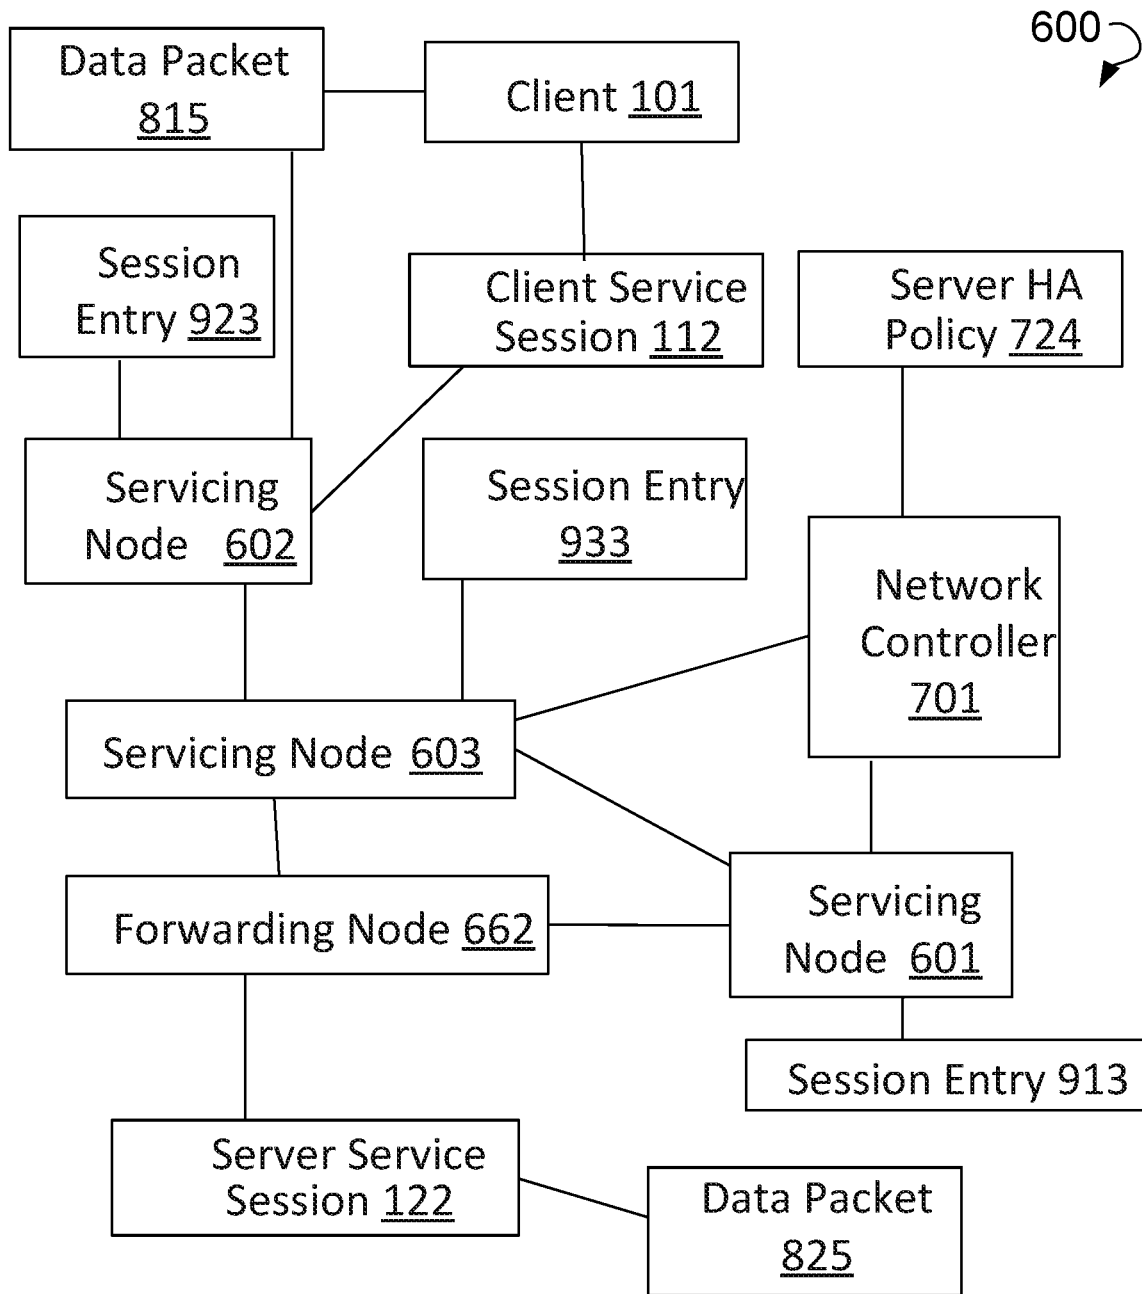 600
Data Packet
815
Client 101
Session
Entry 923
Client Service
Session 112
Server HA
Policy 724
Servicing
Node 602
Session Entry
933
Network
Controller
701
Servicing Node 603
Servicing
Node 601
Forwarding Node 662
Session Entry 913
Server Service
Session 122
Data Packet
825